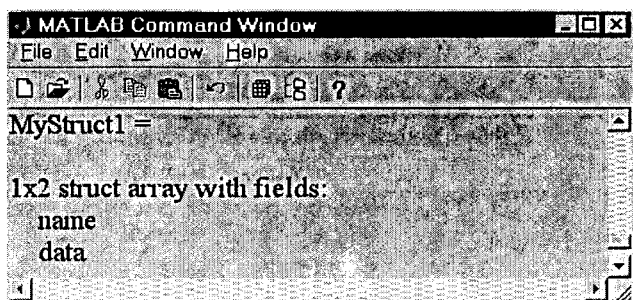 MATLAB Command Window
File Edit Window Help
?
MyStruct1 =
1x2 struct array with fields:
name
data